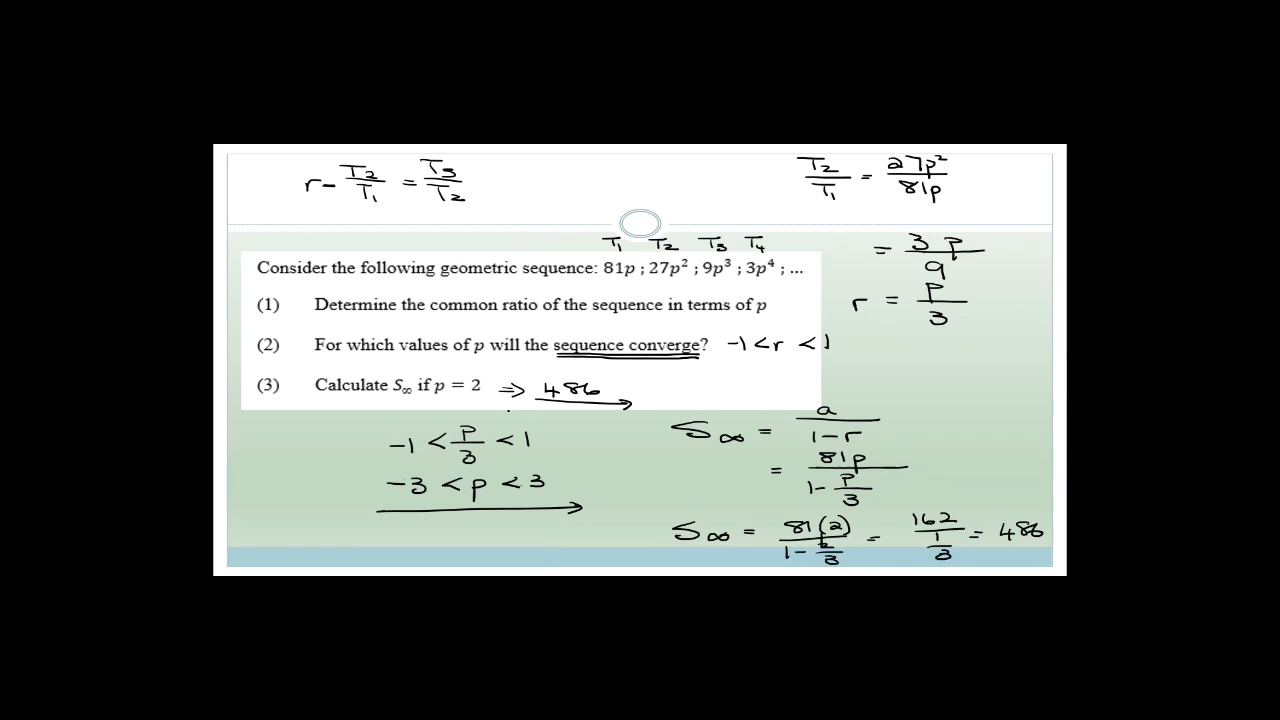 r - T₂/T₁ = T₃/T₂
T₂/T₁ = 27p²/81p
= 3p/9
r = p/3
T₁ T₂ T₃ T₄
Consider the following geometric sequence: 81p ; 27p² ; 9p³ ; 3p⁴ ; ...
(1) Determine the common ratio of the sequence in terms of p
(2) For which values of p will the sequence converge? -1 < r < 1
(3) Calculate S∞ if p = 2 ⇒ 486
-1 < p/3 < 1
-3 < p < 3
S∞ = a/(1 - r)
= 81p/(1 - p/3)
S∞ = 81(2)/(1 - 2/3) = 162/(1/3) = 486